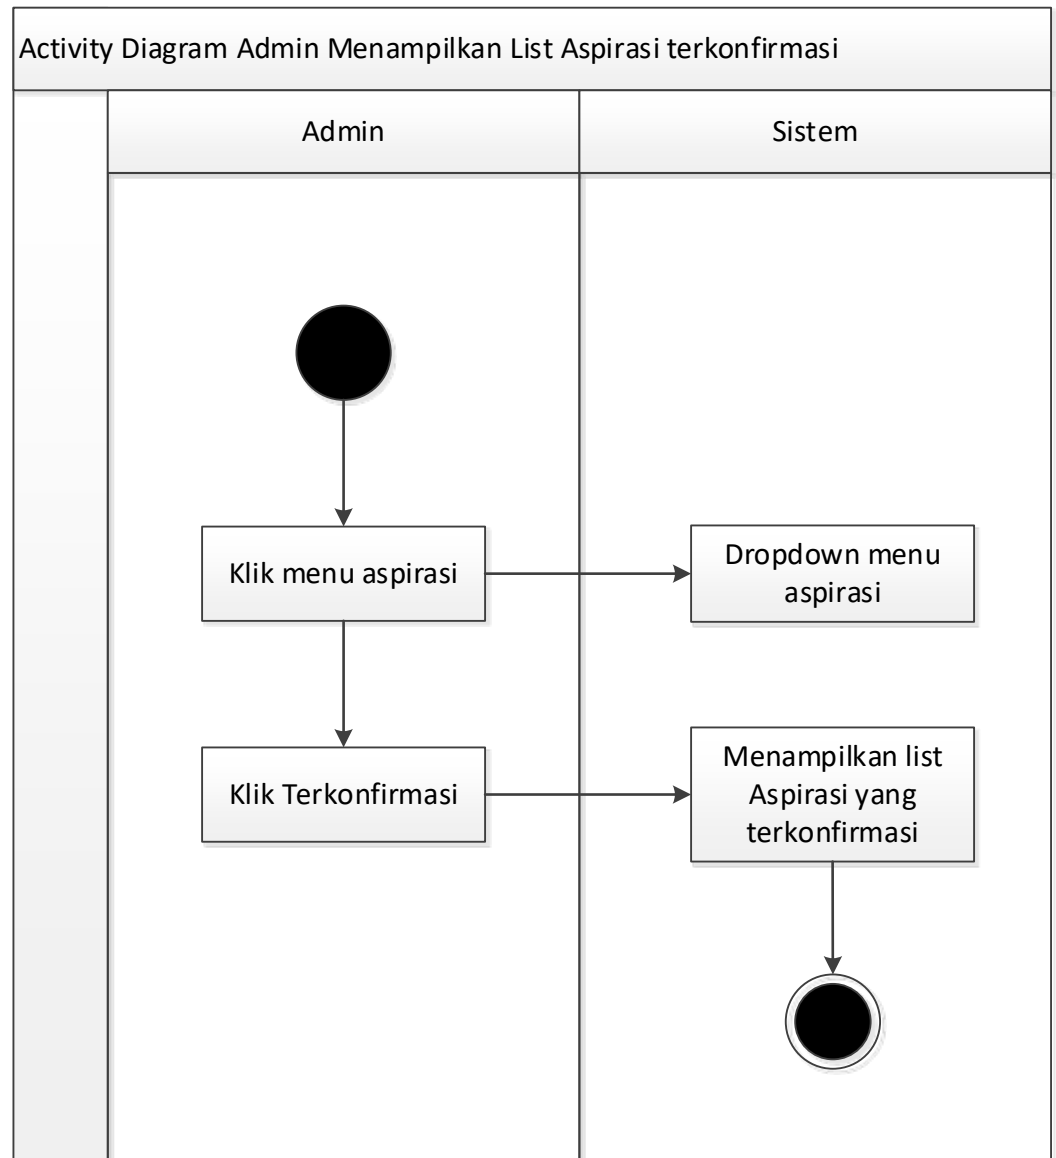 Activity Diagram Admin Menampilkan List Aspirasi terkonfirmasi
Admin
Sistem
Klik menu aspirasi
Dropdown menu
aspirasi
Klik Terkonfirmasi
Menampilkan list
Aspirasi yang
terkonfirmasi